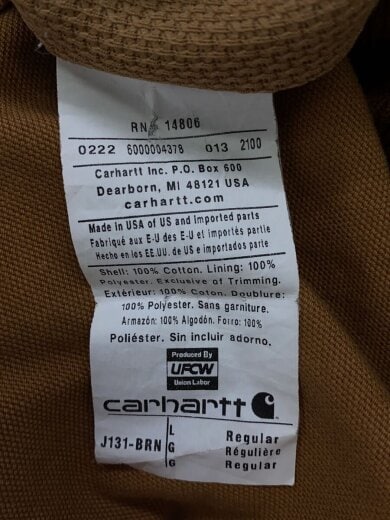 RN 14806
0222 6000004378 013 2100
Carhartt Inc. P.O. Box 600
Dearborn, MI 48121 USA
carhartt.com
Made in USA of US and Imported parts
Fabriqué aux E-U des E-U et importés partie
Hecho en los EE.UU. de US e importados parte
Shell: 100% Cotton. Lining: 100%
Polyester. Exclusive of Trimming.
Extérieur: 100% Coton. Doublure:
100% Polyester. Sans garniture.
Armazón: 100% Algodón. Forro: 100%
Poliéster. Sin incluir adorno.
Produced By
UFCW
Union Labor
carhartt
J131-BRN
L Regular
G Régulière
G Regular